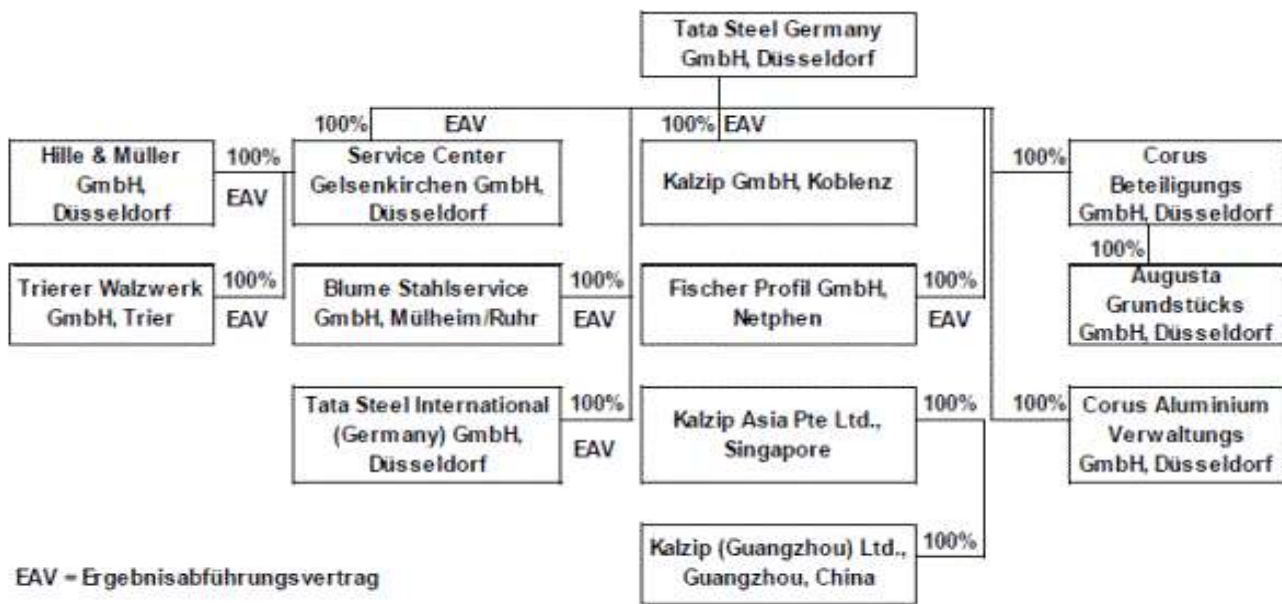 Tata Steel Germany
GmbH, Düsseldorf
100% EAV
100% EAV
Hille & Müller
GmbH,
Düsseldorf
100%
EAV
Service Center
Gelsenkirchen GmbH,
Düsseldorf
Kalzip GmbH, Koblenz
100%
Corus
Beteiligungs
GmbH, Düsseldorf
100%
Trierer Walzwerk
GmbH, Trier
100%
EAV
Blume Stahlservice
GmbH, Mülheim/Ruhr
100%
EAV
Fischer Profil GmbH,
Netphen
100%
EAV
Augusta
Grundstücks
GmbH, Düsseldorf
Tata Steel International
(Germany) GmbH,
Düsseldorf
100%
EAV
Kalzip Asia Pte Ltd.,
Singapore
100%
100%
Corus Aluminium
Verwaltungs
GmbH, Düsseldorf
Kalzip (Guangzhou) Ltd.,
Guangzhou, China
100%
EAV = Ergebnisabführungsvertrag